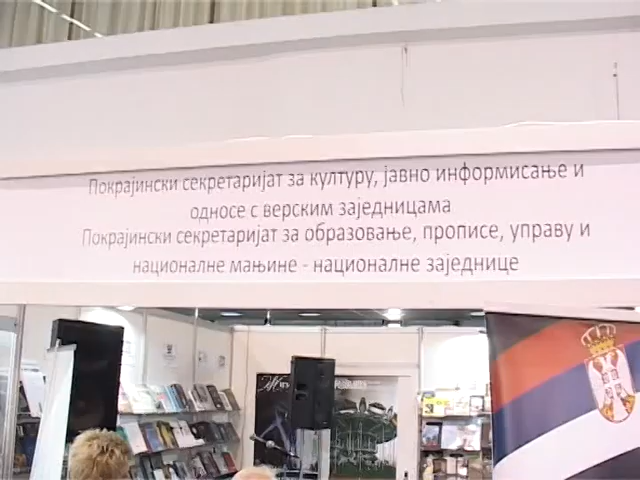 Покрајински секретаријат за културу, јавно информисање и
односе с верским заједницама
Покрајински секретаријат за образовање, прописе, управу и
националне мањине - националне заједнице